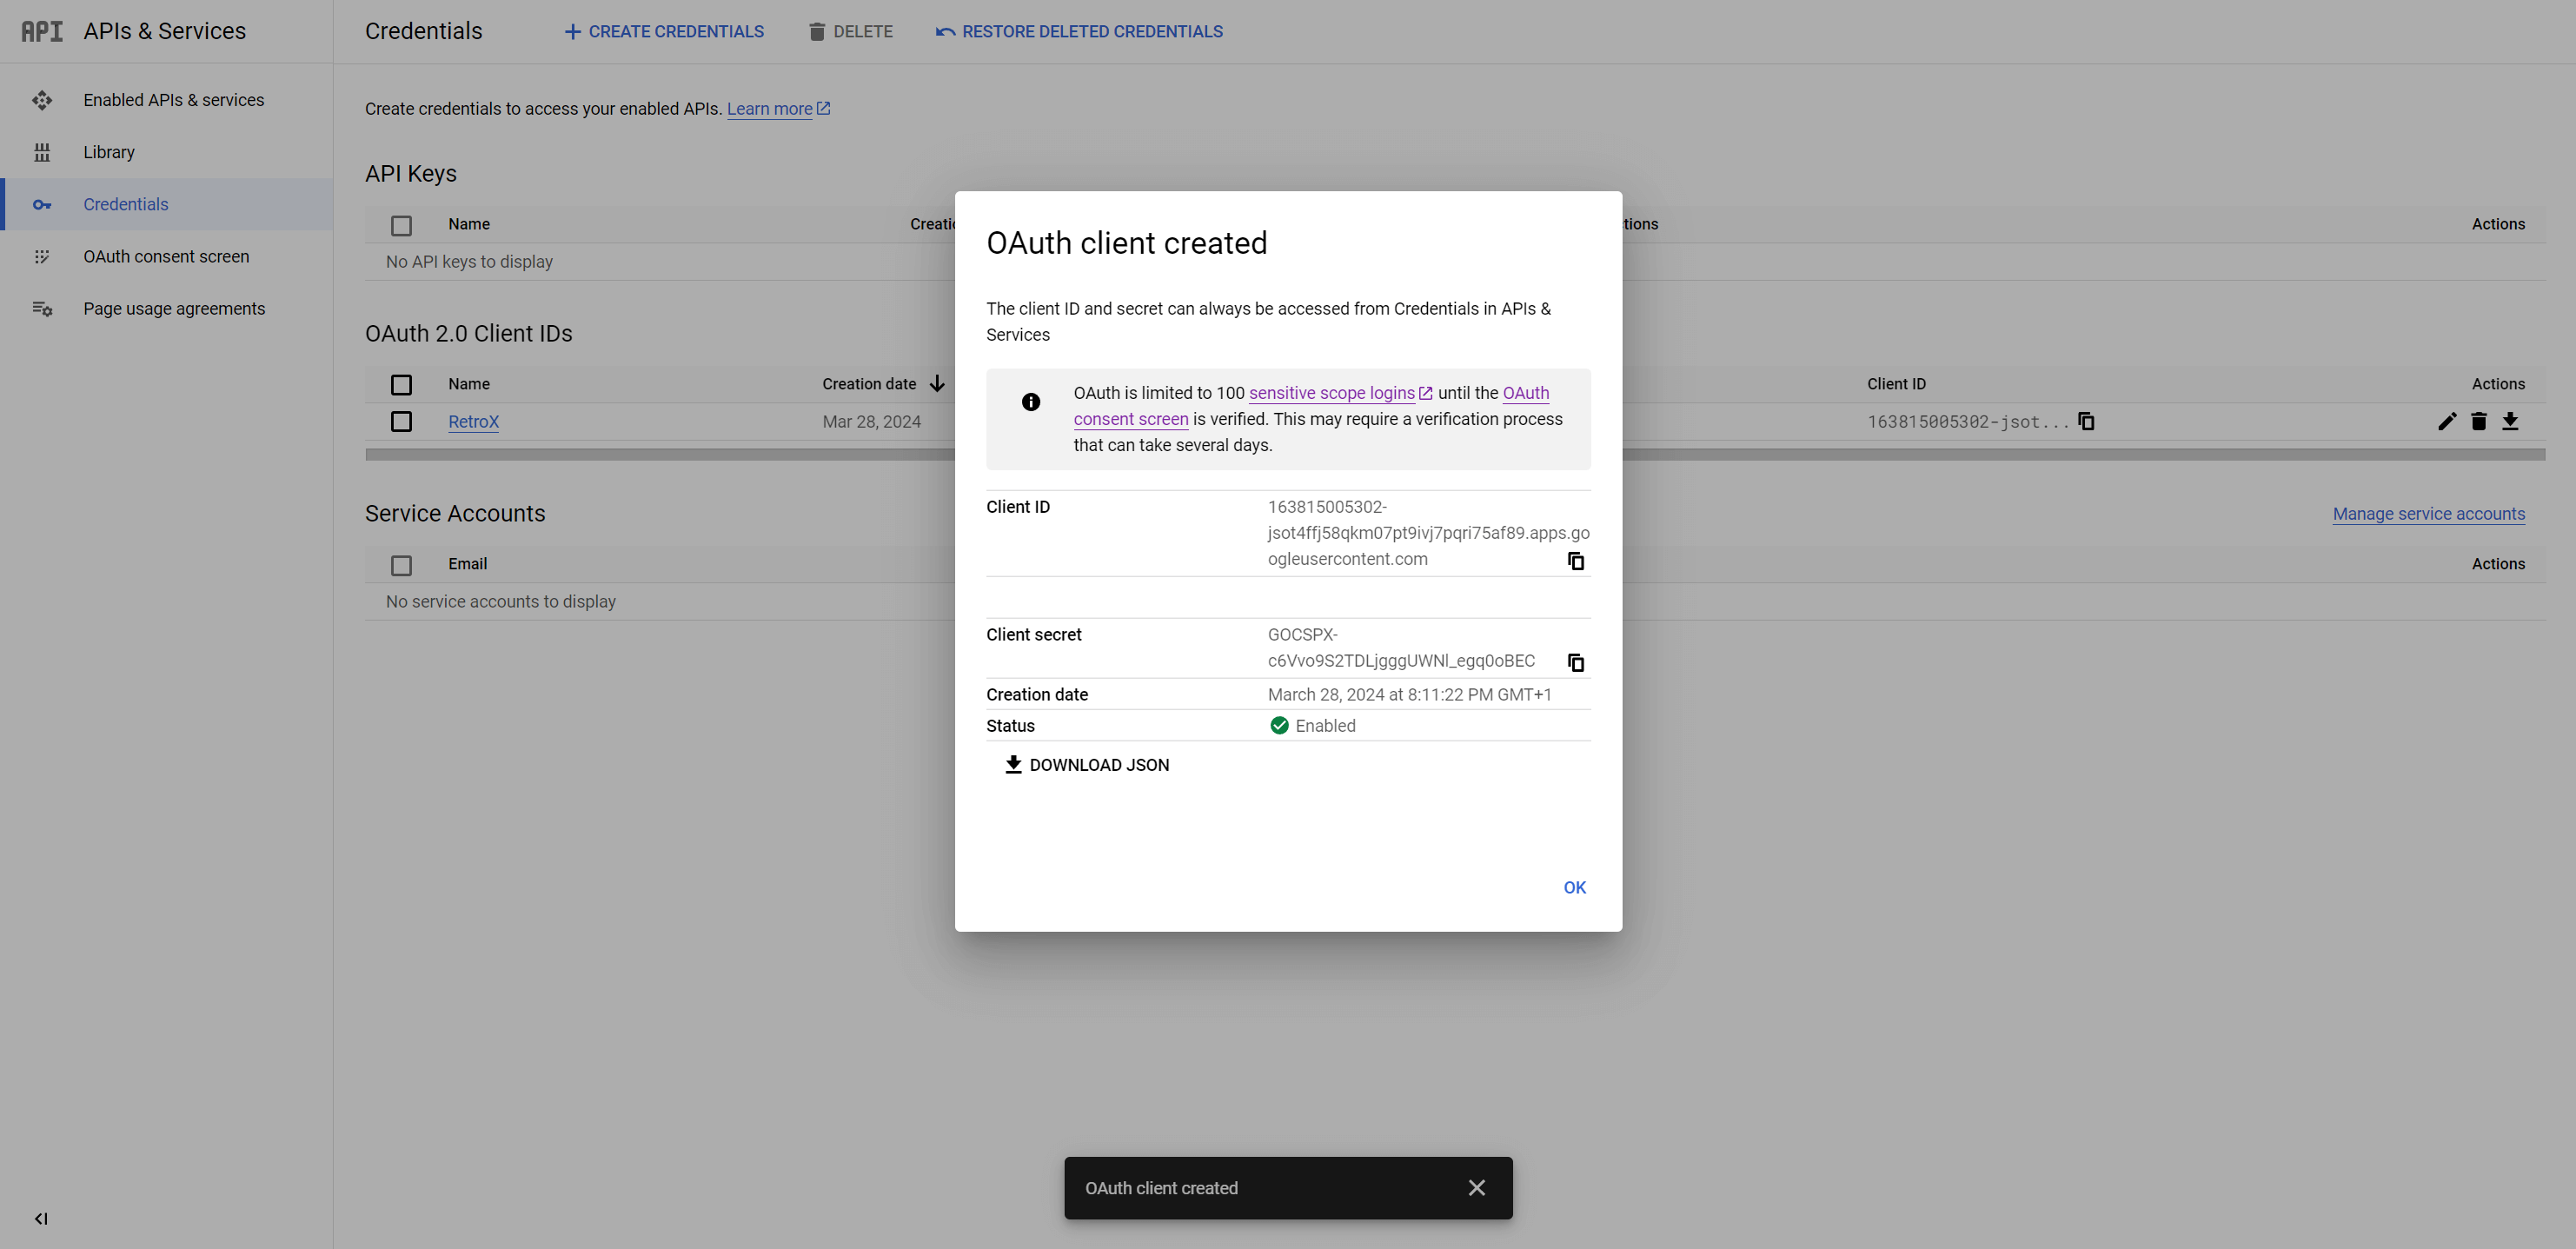 API APIs & Services
Credentials
CREATE CREDENTIALS
DELETE
RESTORE DELETED CREDENTIALS
Enabled APIs & services
Library
Credentials
OAuth consent screen
Page usage agreements
Create credentials to access your enabled APIs. Learn more
API Keys
Name
Actions
No API keys to display
OAuth 2.0 Client IDs
Name
Creation date
Client ID
Actions
RetroX
Mar 28, 2024
163815005302-jsot...
Service Accounts
Manage service accounts
Email
Actions
No service accounts to display
OAuth client created
The client ID and secret can always be accessed from Credentials in APIs &
Services
OAuth is limited to 100 sensitive scope logins until the OAuth
consent screen is verified. This may require a verification process
that can take several days.
Client ID
163815005302-
jsot4ffj58qkm07pt9ivj7pqri75af89.apps.go
ogleusercontent.com
Client secret
GOCSPX-
c6Vvo9S2TDLjgggUWNl_egq0oBEC
Creation date
March 28, 2024 at 8:11:22 PM GMT+1
Status
Enabled
DOWNLOAD JSON
OK
OAuth client created